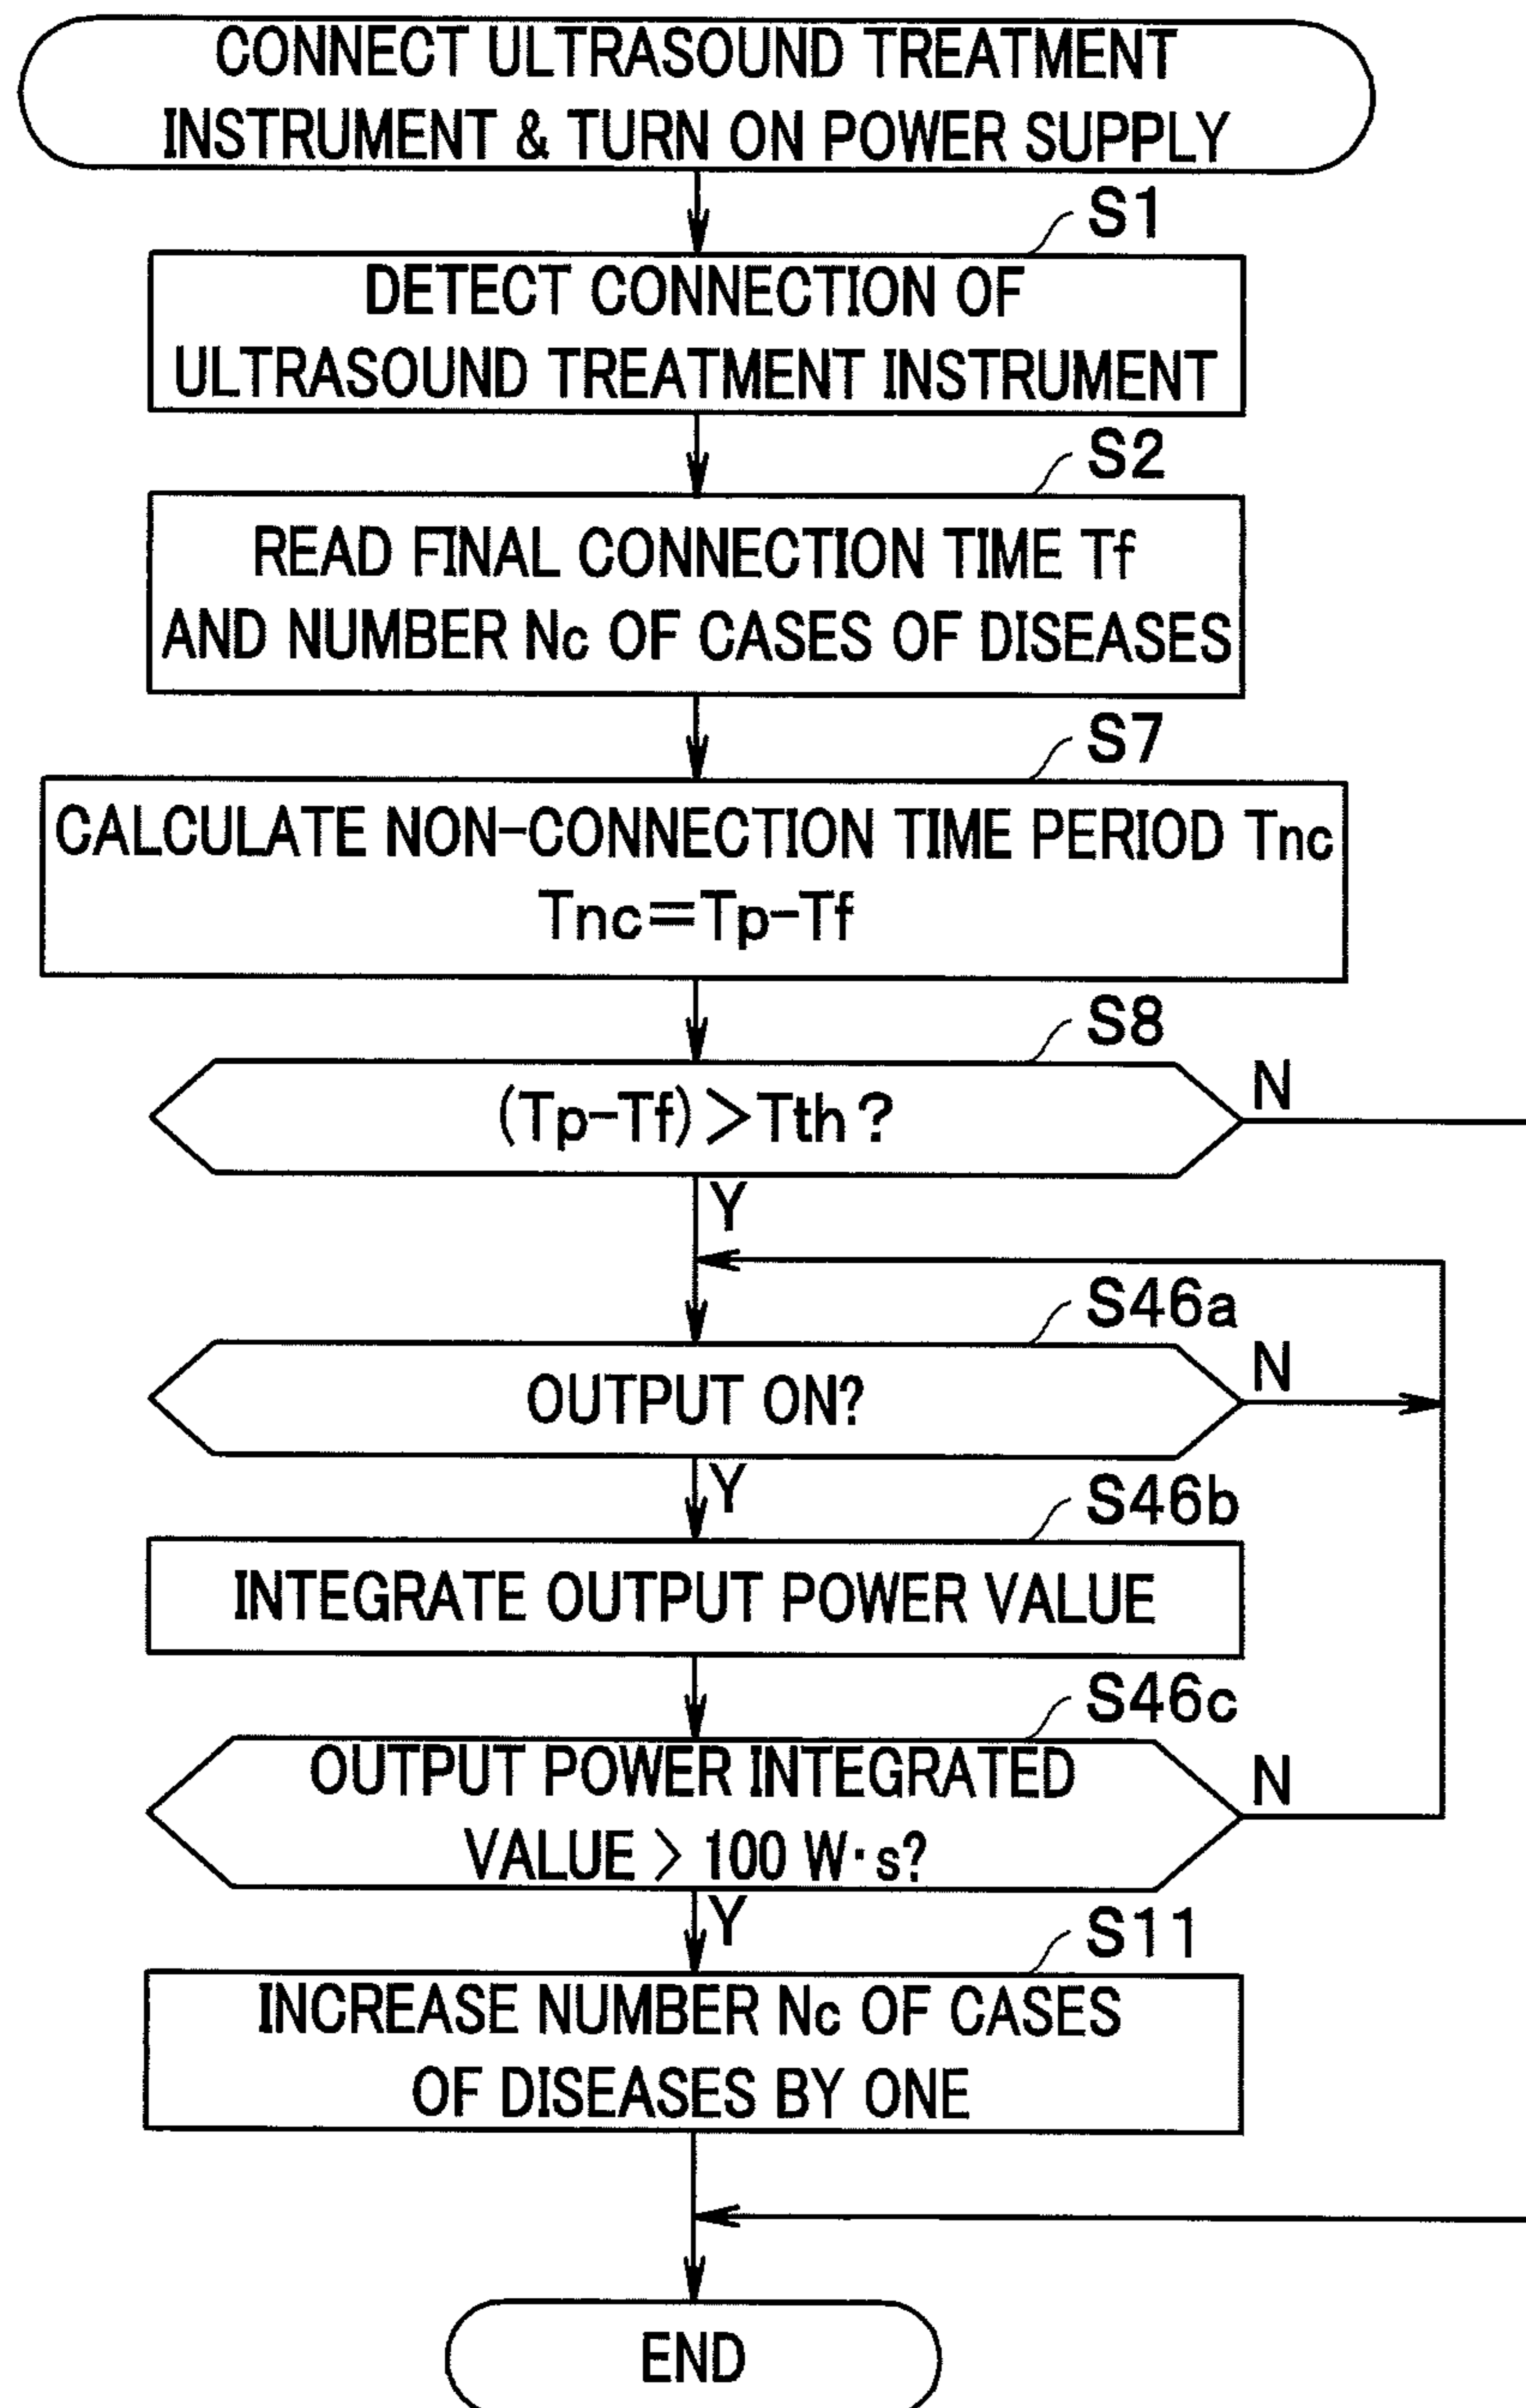 CONNECT ULTRASOUND TREATMENT
INSTRUMENT & TURN ON POWER SUPPLY
S1
DETECT CONNECTION OF
ULTRASOUND TREATMENT INSTRUMENT
S2
READ FINAL CONNECTION TIME Tf
AND NUMBER Nc OF CASES OF DISEASES
S7
CALCULATE NON-CONNECTION TIME PERIOD Tnc
Tnc=Tp-Tf
S8
(Tp-Tf)>Tth?
N
Y
S46a
OUTPUT ON?
N
Y
S46b
INTEGRATE OUTPUT POWER VALUE
S46c
OUTPUT POWER INTEGRATED
VALUE > 100 W·s?
N
Y
S11
INCREASE NUMBER Nc OF CASES
OF DISEASES BY ONE
END